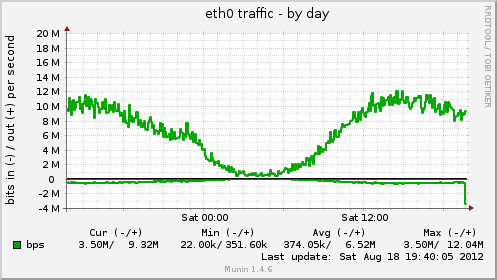 eth0 traffic - by day
RRDTOOL / TOBI OETIKER
bits in (-) / out (+) per second
20 M
18 M
16 M
14 M
12 M
10 M
8 M
6 M
4 M
2 M
0
-2 M
-4 M
Sat 00:00 Sat 12:00
Cur (-/+) Min (-/+) Avg (-/+) Max (-/+)
bps 3.50M/ 9.32M 22.00k/351.60k 374.05k/ 6.52M 3.50M/ 12.04M
Last update: Sat Aug 18 19:40:05 2012
Munin 1.4.6